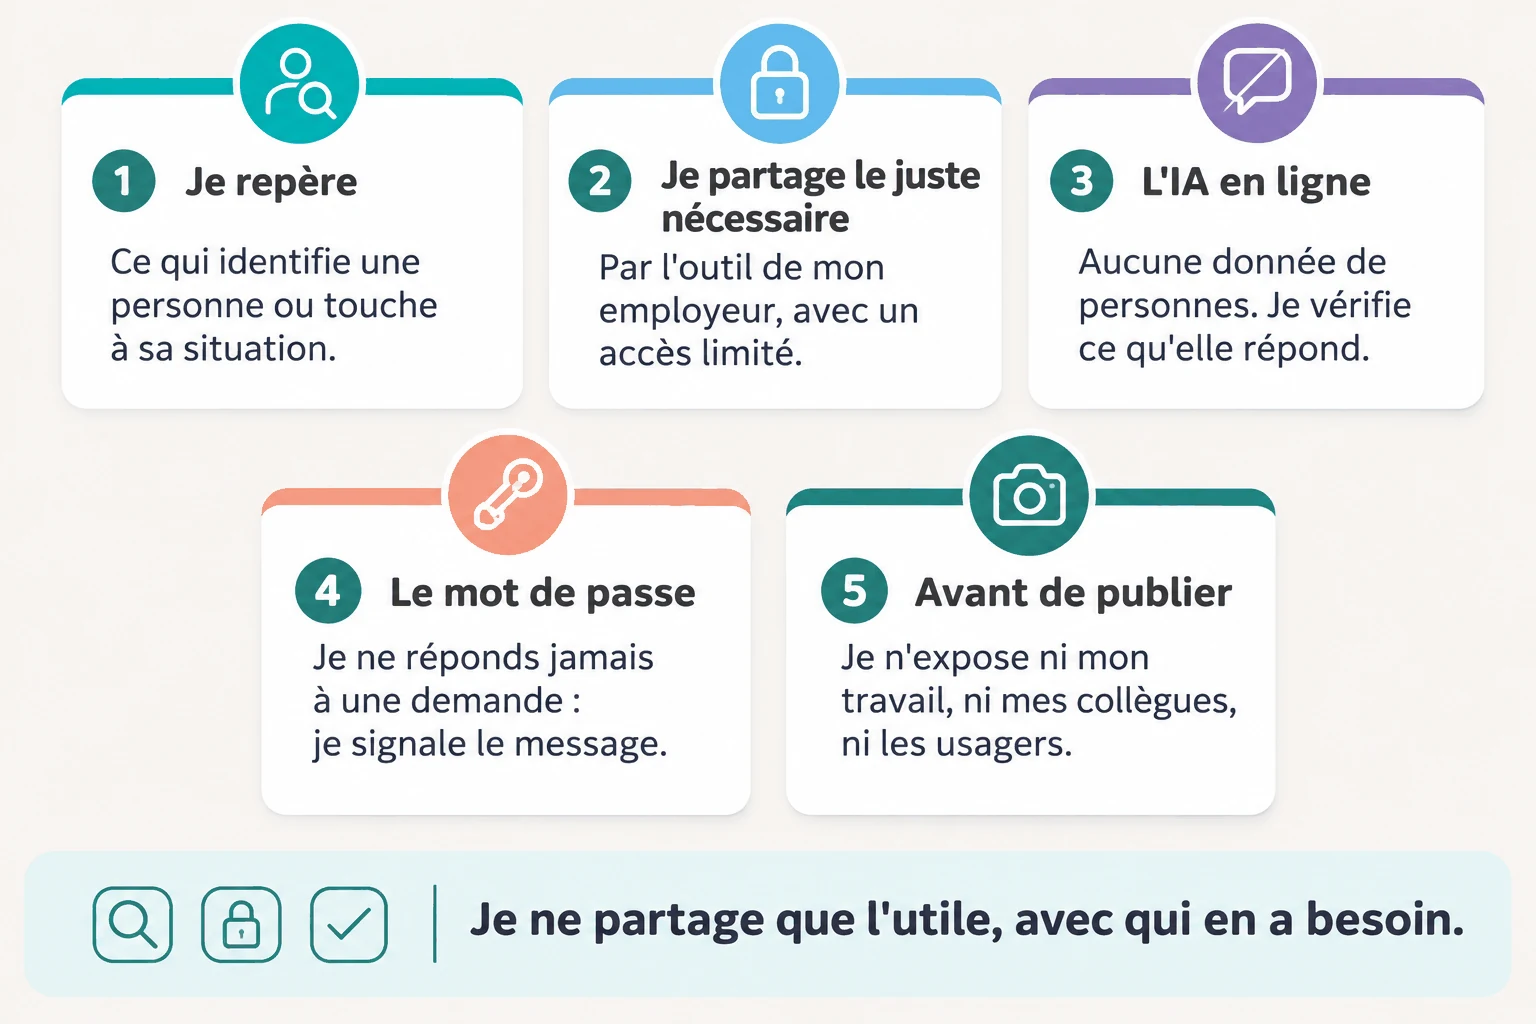 1 Je repère
Ce qui identifie une
personne ou touche
à sa situation.
2 Je partage le juste
nécessaire
Par l'outil de mon
employeur, avec un
accès limité.
3 L'IA en ligne
Aucune donnée de
personnes. Je vérifie
ce qu'elle répond.
4 Le mot de passe
Je ne réponds jamais
à une demande :
je signale le message.
5 Avant de publier
Je n'expose ni mon
travail, ni mes collègues,
ni les usagers.
Je ne partage que l'utile, avec qui en a besoin.